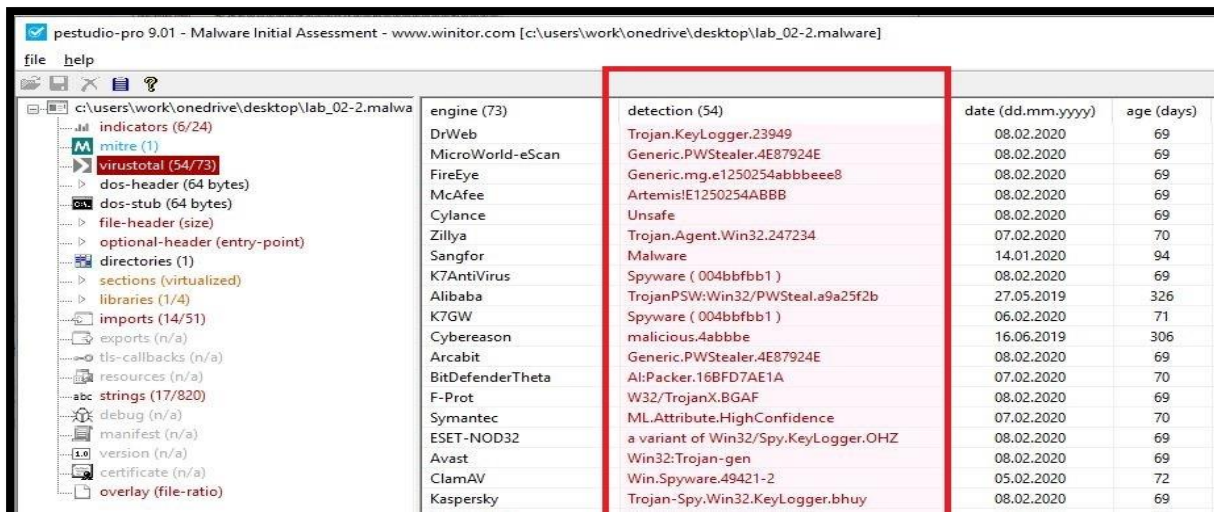 pestudio-pro 9.01 - Malware Initial Assessment - www.winitor.com [c:\users\work\onedrive\desktop\lab_02-2.malware]
file help
c:\users\work\onedrive\desktop\lab_02-2.malwa
indicators (6/24)
mitre (1)
virustotal (54/73)
dos-header (64 bytes)
dos-stub (64 bytes)
file-header (size)
optional-header (entry-point)
directories (1)
sections (virtualized)
libraries (1/4)
imports (14/51)
exports (n/a)
tls-callbacks (n/a)
resources (n/a)
abc strings (17/820)
debug (n/a)
manifest (n/a)
1.0 version (n/a)
certificate (n/a)
overlay (file-ratio)
engine (73) detection (54) date (dd.mm.yyyy) age (days)
DrWeb Trojan.KeyLogger.23949 08.02.2020 69
MicroWorld-eScan Generic.PWStealer.4E87924E 08.02.2020 69
FireEye Generic.mg.e1250254abbbeee8 08.02.2020 69
McAfee Artemis!E1250254ABBB 08.02.2020 69
Cylance Unsafe 08.02.2020 69
Zillya Trojan.Agent.Win32.247234 07.02.2020 70
Sangfor Malware 14.01.2020 94
K7AntiVirus Spyware ( 004bbfbb1 ) 08.02.2020 69
Alibaba TrojanPSW:Win32/PWSteal.a9a25f2b 27.05.2019 326
K7GW Spyware ( 004bbfbb1 ) 06.02.2020 71
Cybereason malicious.4abbbe 16.06.2019 306
Arcabit Generic.PWStealer.4E87924E 08.02.2020 69
BitDefenderTheta AI:Packer.16BFD7AE1A 07.02.2020 70
F-Prot W32/TrojanX.BGAF 08.02.2020 69
Symantec ML.Attribute.HighConfidence 07.02.2020 70
ESET-NOD32 a variant of Win32/Spy.KeyLogger.OHZ 08.02.2020 69
Avast Win32:Trojan-gen 08.02.2020 69
ClamAV Win.Spyware.49421-2 05.02.2020 72
Kaspersky Trojan-Spy.Win32.KeyLogger.bhuy 08.02.2020 69